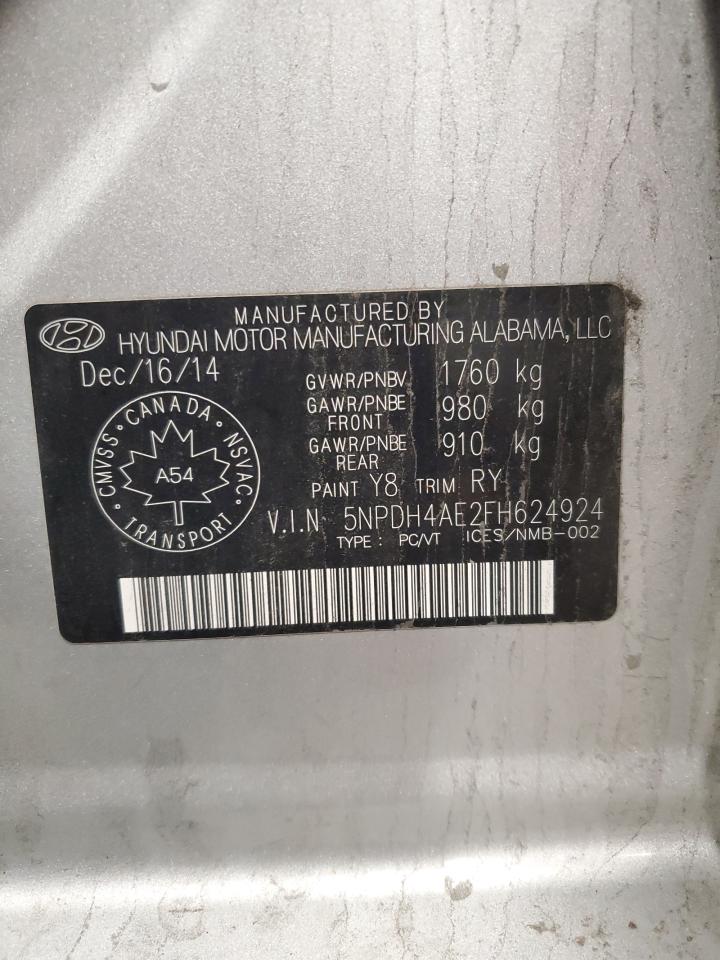 MANUFACTURED BY
HYUNDAI MOTOR MANUFACTURING ALABAMA, LLC
Dec/16/14
GVWR/PNBV 1760 kg
GAWR/PNBE FRONT 980 kg
GAWR/PNBE REAR 910 kg
PAINT Y8 TRIM RY
V.I.N 5NPDH4AE2FH624924
TYPE : PC/VT ICES/NMB-002
CMVSS · CANADA · NSVAC · TRANSPORT ·
A54